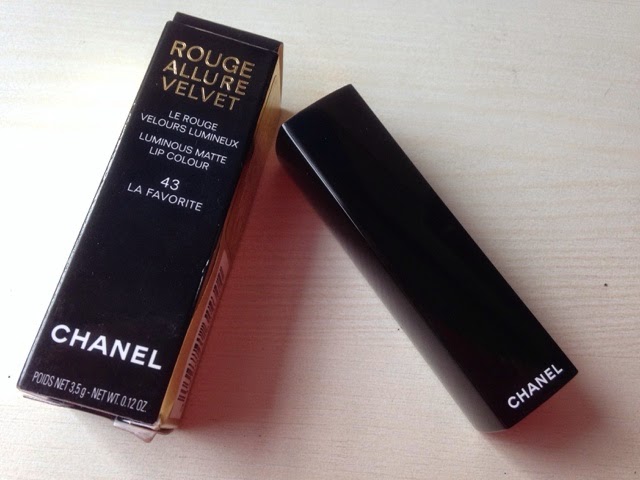 ROUGE
ALLURE
VELVET
LE ROUGE
VELOURS LUMINEUX
LUMINOUS MATTE
LIP COLOUR
43
LA FAVORITE
CHANEL
POIDS NET 3,5g - NET WT. 0.12 OZ.
CHANEL